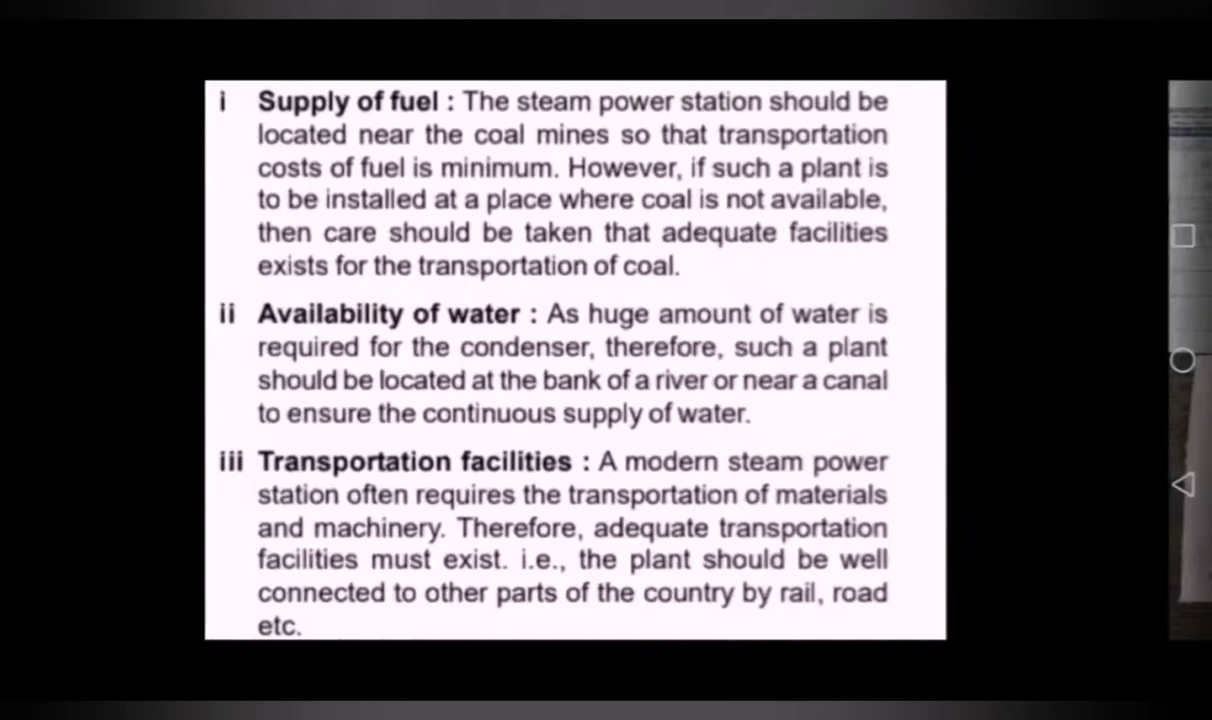 i Supply of fuel : The steam power station should be
located near the coal mines so that transportation
costs of fuel is minimum. However, if such a plant is
to be installed at a place where coal is not available,
then care should be taken that adequate facilities
exists for the transportation of coal.
ii Availability of water : As huge amount of water is
required for the condenser, therefore, such a plant
should be located at the bank of a river or near a canal
to ensure the continuous supply of water.
iii Transportation facilities : A modern steam power
station often requires the transportation of materials
and machinery. Therefore, adequate transportation
facilities must exist. i.e., the plant should be well
connected to other parts of the country by rail, road
etc.